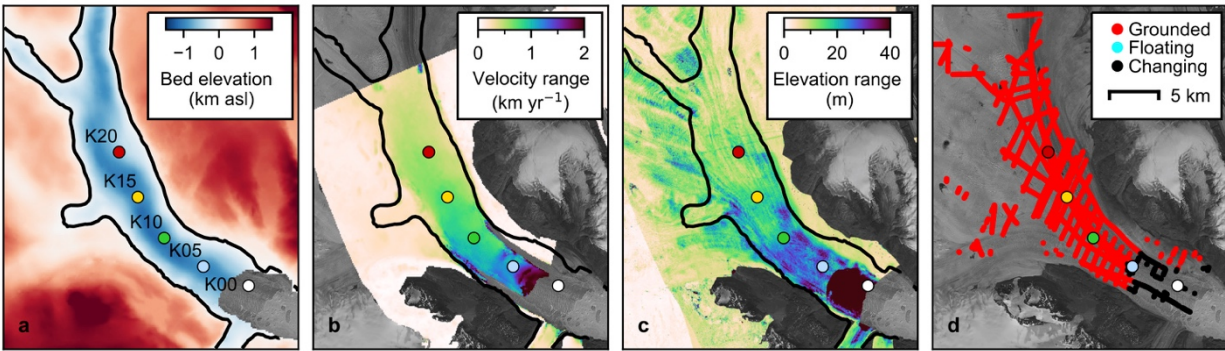 −1 0 1
Bed elevation
(km asl)
K20
K15
K10
K05
K00
a
0 1 2
Velocity range
(km yr−1)
b
0 20 40
Elevation range
(m)
c
Grounded
Floating
Changing
5 km
d